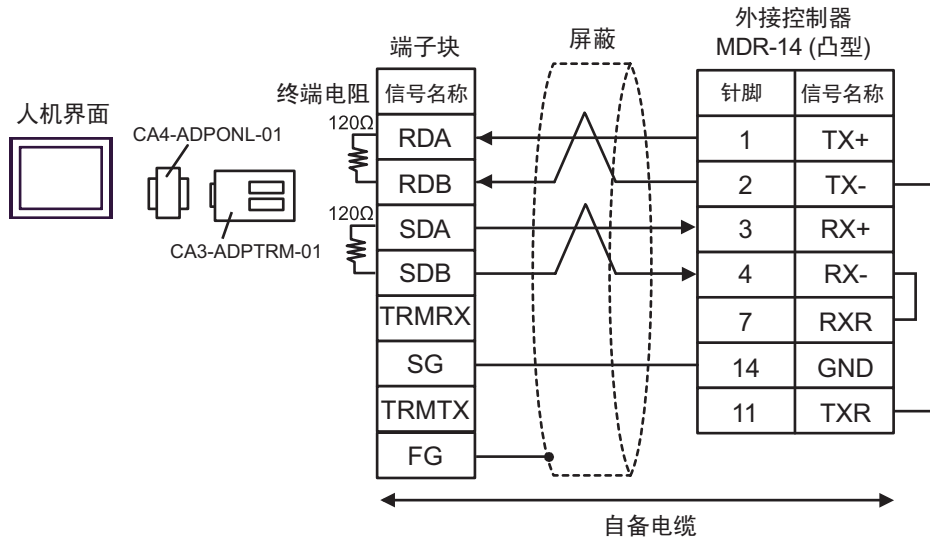 外接控制器
MDR-14 (凸型)
端子块
屏蔽
终端电阻
信号名称
针脚
信号名称
人机界面
CA4-ADPONL-01
CA3-ADPTRM-01
120Ω
RDA
1
TX+
RDB
2
TX-
120Ω
SDA
3
RX+
SDB
4
RX-
TRMRX
7
RXR
SG
14
GND
TRMTX
11
TXR
FG
自备电缆